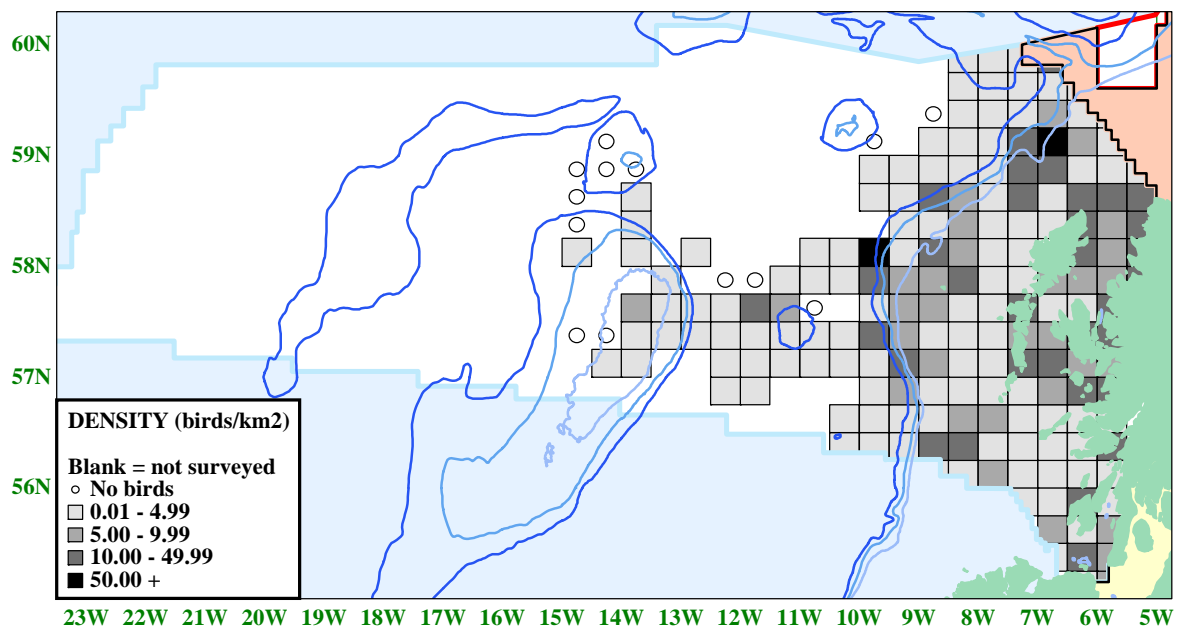 60N
59N
58N
57N
56N
DENSITY (birds/km2)
Blank = not surveyed
No birds
0.01 - 4.99
5.00 - 9.99
10.00 - 49.99
50.00 +
23W 22W 21W 20W 19W 18W 17W 16W 15W 14W 13W 12W 11W 10W 9W 8W 7W 6W 5W